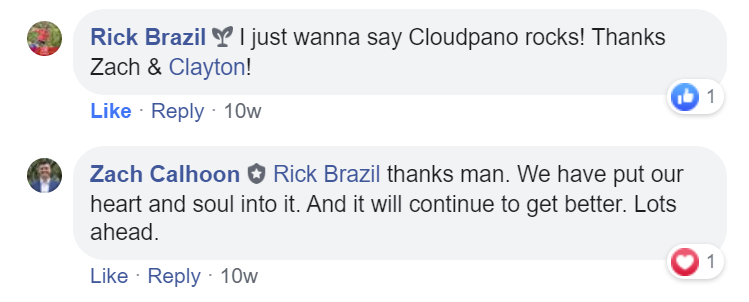 Rick Brazil I just wanna say Cloudpano rocks! Thanks
Zach & Clayton!
1
Like · Reply · 10w
Zach Calhoon Rick Brazil thanks man. We have put our
heart and soul into it. And it will continue to get better. Lots
ahead.
1
Like · Reply · 10w